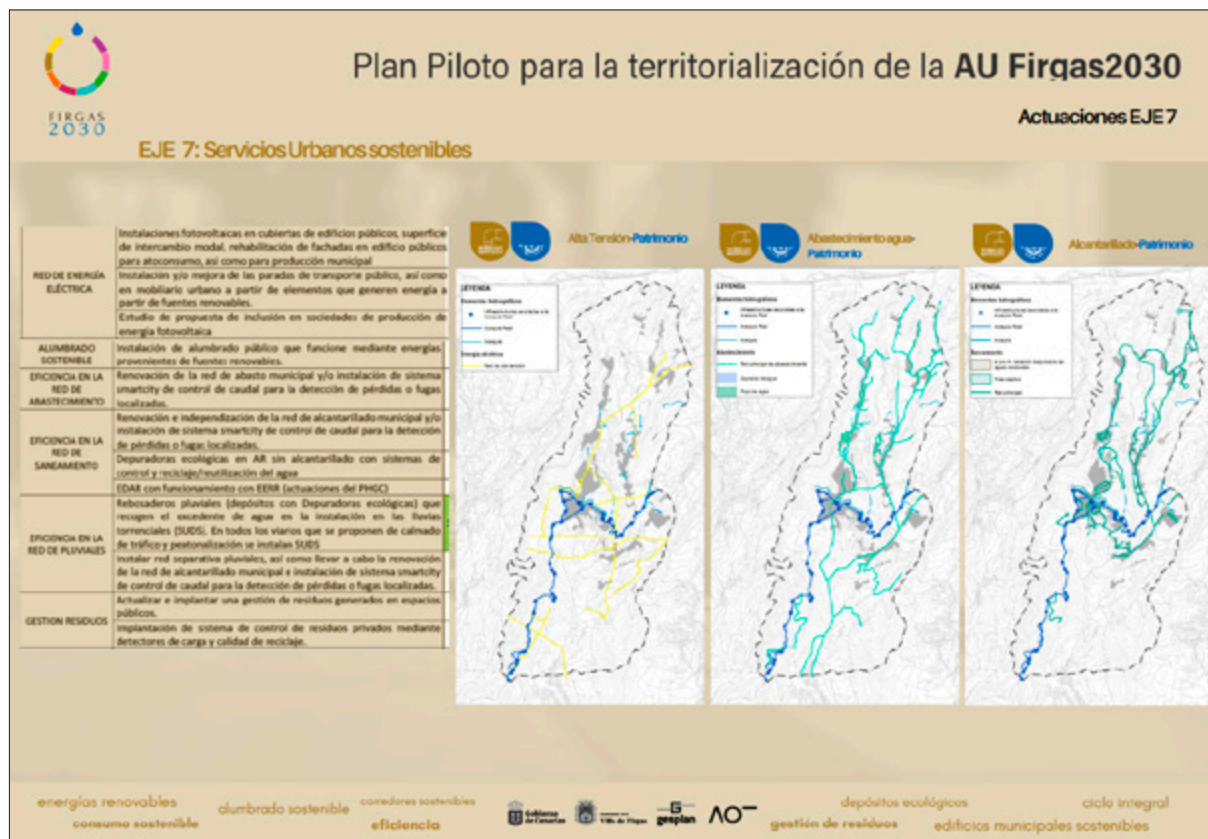 Plan Piloto para la territorialización de la AU Firgas2030
FIRGAS
2030
Actuaciones EJE 7
EJE 7: Servicios Urbanos sostenibles
RED DE ENERGÍA
ELÉCTRICA
Instalaciones fotovoltaicas en cubiertas de edificios públicos, superficie
de intercambio modal, rehabilitación de fachadas en edificio públicos
para atoconsumo, así como para producción municipal
Instalación y/o mejora de las paradas de transporte público, así como
en mobiliario urbano a partir de elementos que generen energía a
partir de fuentes renovables.
Estudio de propuesta de inclusión en sociedades de producción de
energía fotovoltaica
ALUMBRADO
SOSTENIBLE
Instalación de alumbrado público que funcione mediante energías
provenientes de fuentes renovables.
EFICIENCIA EN LA
RED DE
ABASTECIMIENTO
Renovación de la red de abasto municipal y/o instalación de sistema
smartcity de control de caudal para la detección de pérdidas o fugas
localizadas.
EFICIENCIA EN LA
RED DE
SANEAMIENTO
Renovación e independización de la red de alcantarillado municipal y/o
instalación de sistema smartcity de control de caudal para la detección
de pérdidas o fugas localizadas.
Depuradoras ecológicas en AR sin alcantarillado con sistemas de
control y reciclaje/reutilización del agua
EDAR con funcionamiento con EERR (actuaciones del PHGC)
EFICIENCIA EN LA
RED DE PLUVIALES
Rebosaderos pluviales (depósitos con Depuradoras ecológicas) que
recogen el excedente de agua en la instalación en las lluvias
torrenciales (SUDS). En todos los viarios que se proponen de calmado
de tráfico y peatonalización se instalan SUDS
Instalar red separativa pluviales, así como llevar a cabo la renovación
de la red de alcantarillado municipal e instalación de sistema smartcity
de control de caudal para la detección de pérdidas o fugas localizadas.
GESTION RESIDUOS
Actualizar e implantar una gestión de residuos generados en espacios
públicos.
Implantación de sistema de control de residuos privados mediante
detectores de carga y calidad de reciclaje.
Alta Tensión-Patrimonio
LEYENDA
Abastecimiento agua-
Patrimonio
LEYENDA
Alcantarillado-Patrimonio
LEYENDA
energías renovables
consumo sostenible
alumbrado sostenible
corredores sostenibles
eficiencia
Gobierno
de Canarias
Villa de Firgas
gesplan
depósitos ecológicos
gestión de residuos
ciclo integral
edificios municipales sostenibles